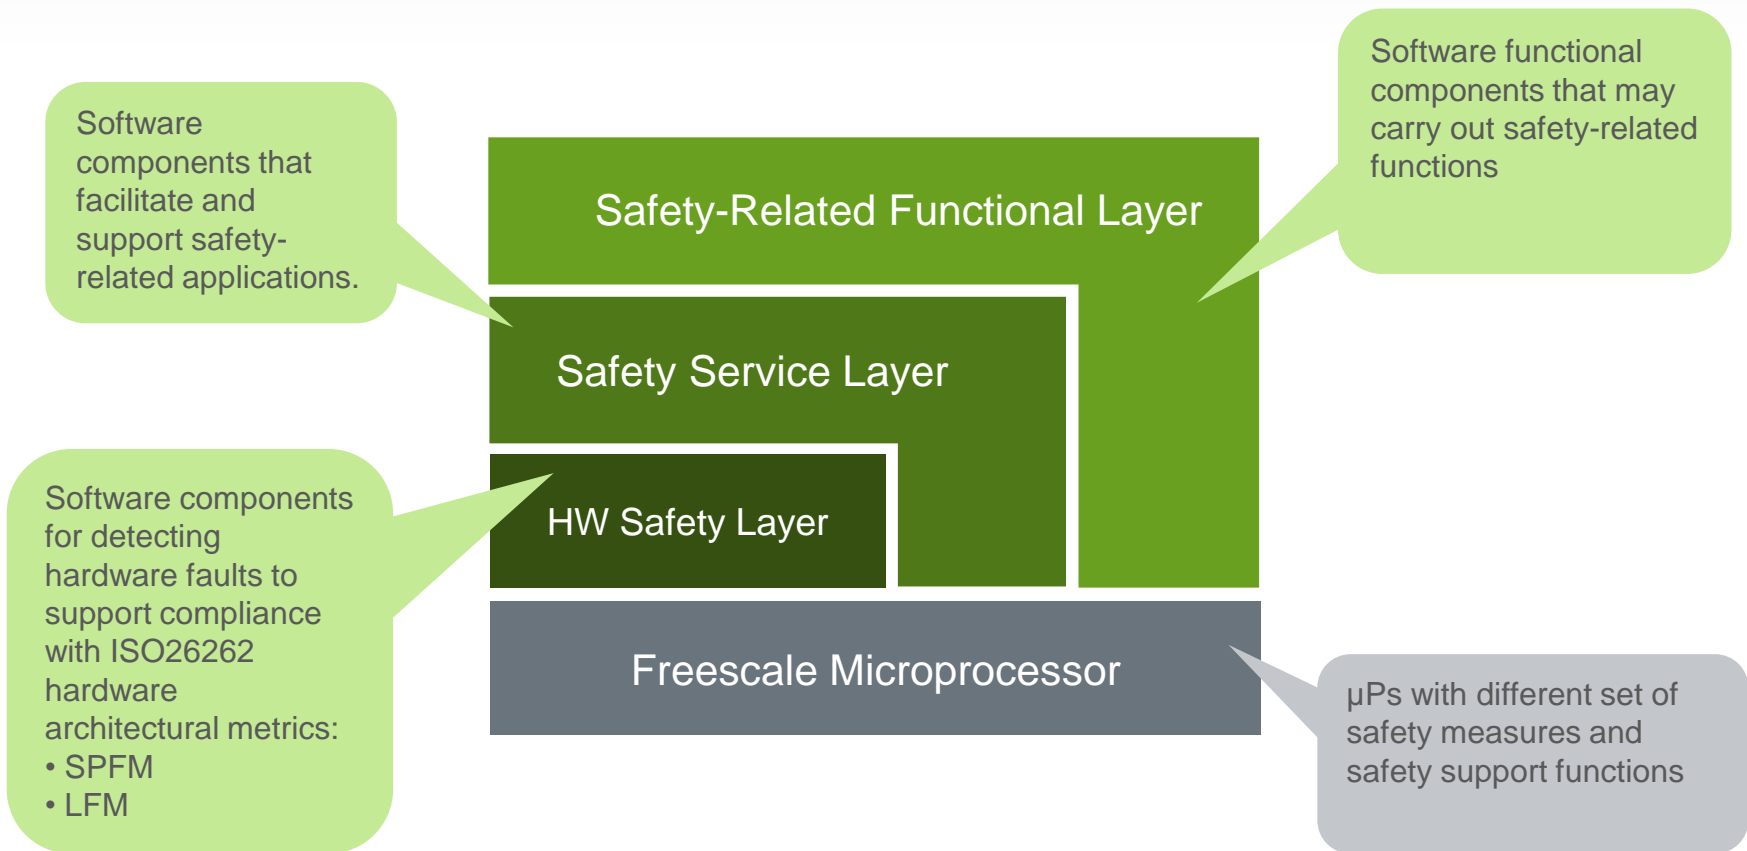 Software
components that
facilitate and
support safety-
related applications.
Software functional
components that may
carry out safety-related
functions
Safety-Related Functional Layer
Safety Service Layer
HW Safety Layer
Software components
for detecting
hardware faults to
support compliance
with ISO26262
hardware
architectural metrics:
• SPFM
• LFM
Freescale Microprocessor
µPs with different set of
safety measures and
safety support functions